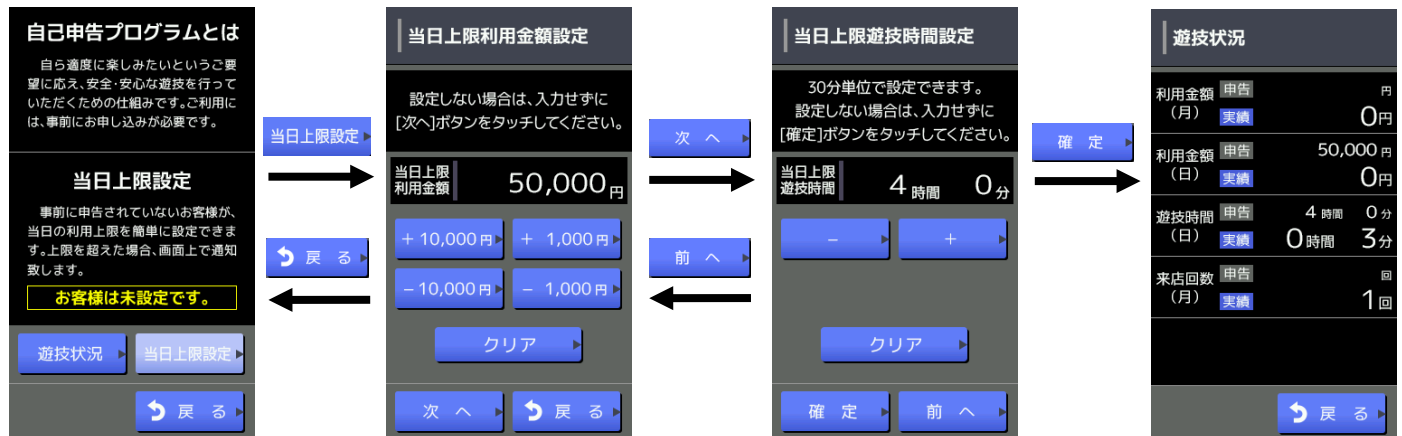 自己申告プログラムとは
自ら適度に楽しみたいというご要
望に応え、安全・安心な遊技を行って
いただくための仕組みです。ご利用に
は、事前にお申し込みが必要です。
当日上限設定
事前に申告されていないお客様が、
当日の利用上限を簡単に設定できま
す。上限を超えた場合、画面上で通知
致します。
お客様は未設定です。
遊技状況
当日上限設定
戻る
当日上限設定
戻る
当日上限利用金額設定
設定しない場合は、入力せずに
[次へ]ボタンをタッチしてください。
当日上限
利用金額
50,000円
+10,000円
+ 1,000円
−10,000円
− 1,000円
クリア
次へ
戻る
次へ
前へ
当日上限遊技時間設定
30分単位で設定できます。
設定しない場合は、入力せずに
[確定]ボタンをタッチしてください。
当日上限
遊技時間
4時間 0分
−
+
クリア
確定
前へ
確定
遊技状況
利用金額
(月)
申告 円
実績 0円
利用金額
(日)
申告 50,000円
実績 0円
遊技時間
(日)
申告 4時間 0分
実績 0時間 3分
来店回数
(月)
申告 回
実績 1回
戻る